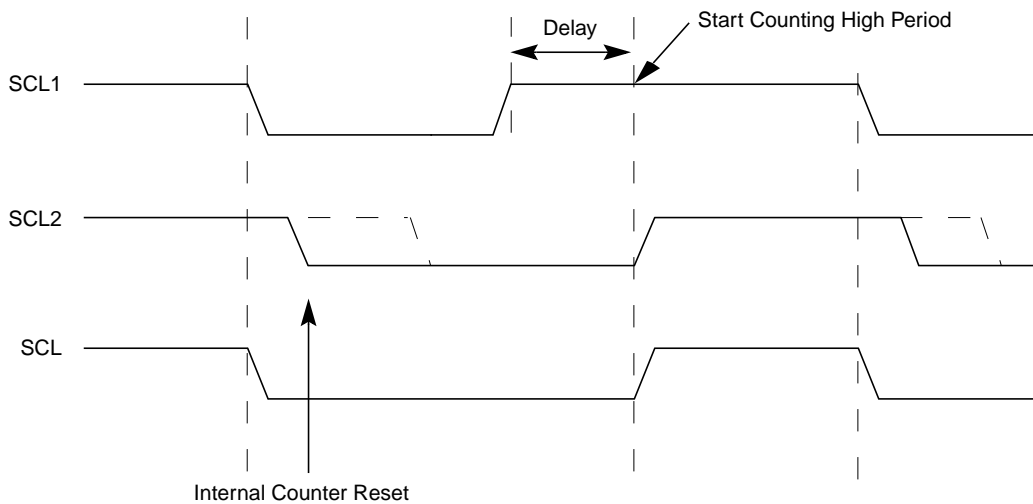 Start Counting High Period
Delay
SCL1
SCL2
SCL
Internal Counter Reset